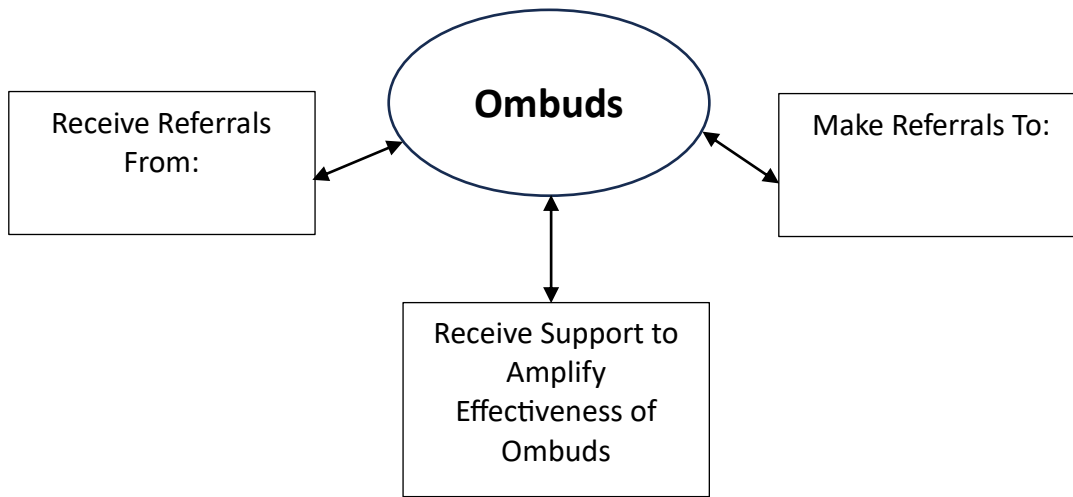 Ombuds
Receive Referrals
From:
Make Referrals To:
Receive Support to
Amplify
Effectiveness of
Ombuds